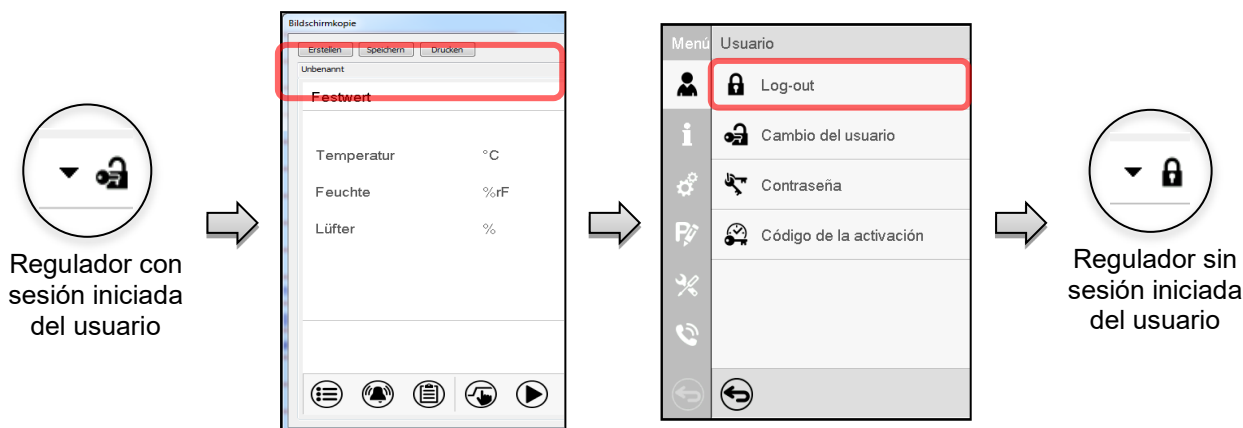 Regulador con
sesión iniciada
del usuario
Bildschirmkopie
Erstellen Speichern Drucken
Unbenannt
Festwert
Temperatur °C
Feuchte %rF
Lüfter %
Menú Usuario
Log-out
Cambio del usuario
Contraseña
Código de la activación
Regulador sin
sesión iniciada
del usuario